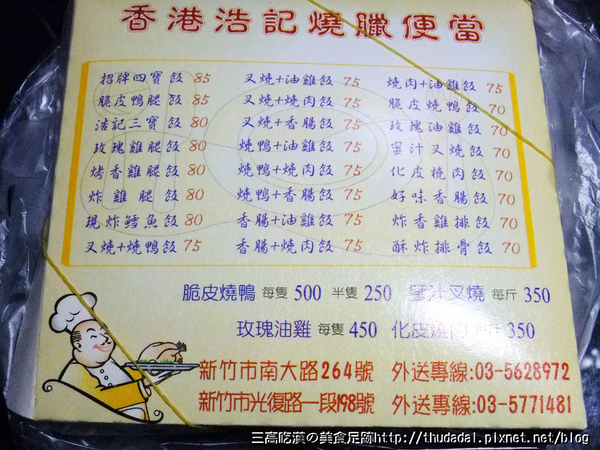 香港浩記燒臘便當
招牌四寶飯 85 叉燒+油雞飯 75 燒肉+油雞飯 75
脆皮鴨腿飯 85 叉燒+燒肉飯 75 脆皮燒鴨飯 70
浩記三寶飯 80 叉燒+香腸飯 75 玫瑰油雞飯 70
玫瑰雞腿飯 80 燒鴨+油雞飯 75 蜜汁叉燒飯 70
烤香雞腿飯 80 燒鴨+燒肉飯 75 化皮燒肉飯 70
炸雞腿飯 80 燒鴨+香腸飯 75 好味香腸飯 70
現炸鱈魚飯 80 香腸+油雞飯 75 炸香雞排飯 70
叉燒+燒鴨飯 75 香腸+燒肉飯 75 酥炸排骨飯 70
脆皮燒鴨 每隻 500 半隻 250 蜜汁叉燒 每斤 350
玫瑰油雞 每隻 450 化皮燒肉 每斤 350
新竹市南大路264號 外送專線:03-5628972
新竹市光復路一段198號 外送專線:03-5771481
三高吃漢の美食足跡http://thudadai.pixnet.net/blog